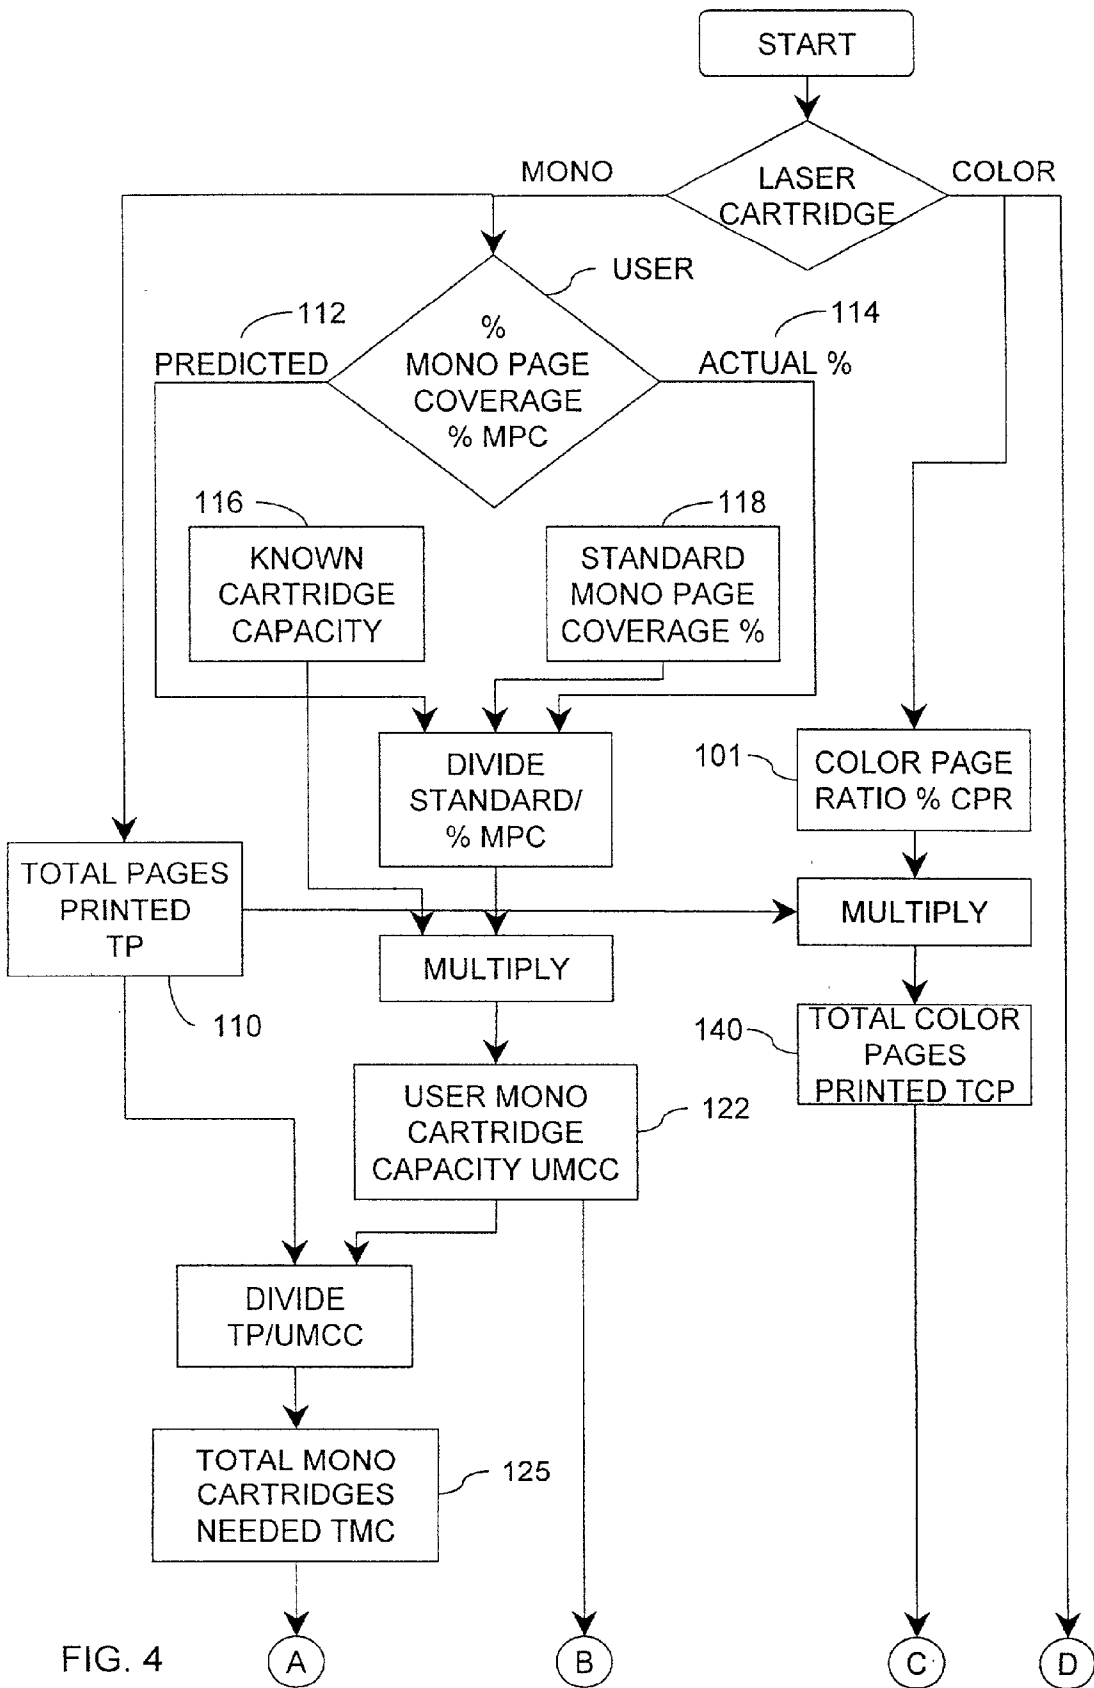 START
MONO
LASER
CARTRIDGE
COLOR
USER
112
PREDICTED
%
MONO PAGE
COVERAGE
% MPC
114
ACTUAL %
116
KNOWN
CARTRIDGE
CAPACITY
118
STANDARD
MONO PAGE
COVERAGE %
DIVIDE
STANDARD/
% MPC
101
COLOR PAGE
RATIO % CPR
TOTAL PAGES
PRINTED
TP
110
MULTIPLY
MULTIPLY
140
TOTAL COLOR
PAGES
PRINTED TCP
USER MONO
CARTRIDGE
CAPACITY UMCC
122
DIVIDE
TP/UMCC
TOTAL MONO
CARTRIDGES
NEEDED TMC
125
FIG. 4
A
B
C
D